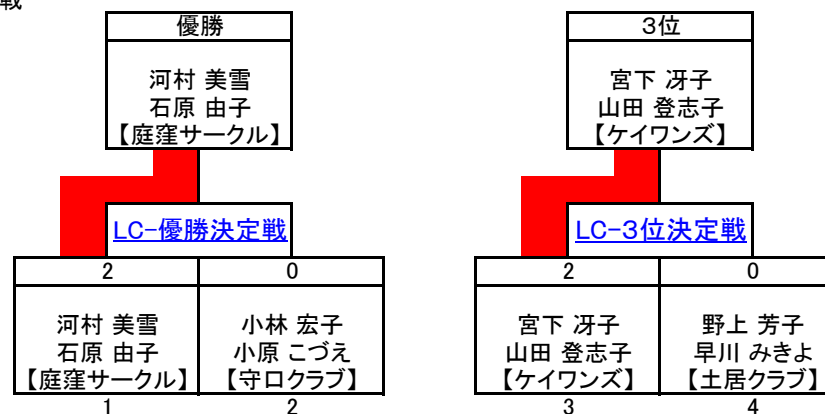 戦
優勝
河村 美雪
石原 由子
【庭窪サークル】
LC-優勝決定戦
2
0
河村 美雪
石原 由子
【庭窪サークル】
小林 宏子
小原 こづえ
【守口クラブ】
1
2
3位
宮下 冴子
山田 登志子
【ケイワンズ】
LC-3位決定戦
2
0
宮下 冴子
山田 登志子
【ケイワンズ】
野上 芳子
早川 みきよ
【土居クラブ】
3
4